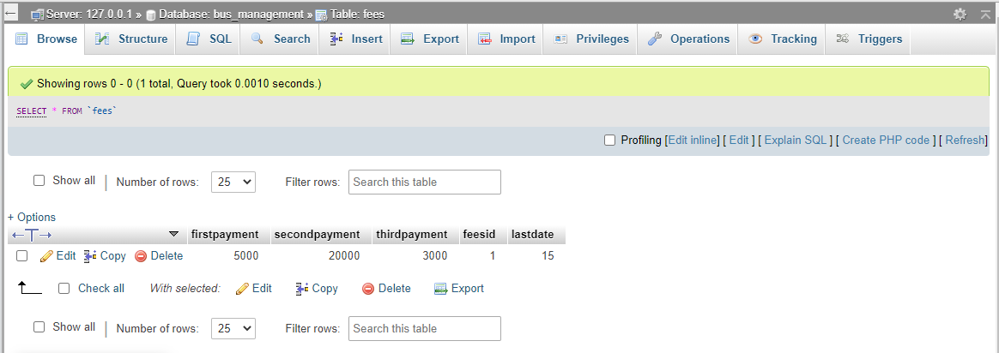 Server: 127.0.0.1 » Database: bus_management » Table: fees
Browse Structure SQL Search Insert Export Import Privileges Operations Tracking Triggers
Showing rows 0 - 0 (1 total, Query took 0.0010 seconds.)
SELECT * FROM `fees`
Profiling [Edit inline] [ Edit ] [ Explain SQL ] [ Create PHP code ] [ Refresh]
Show all | Number of rows: 25 Filter rows: Search this table
+ Options
←T→ firstpayment secondpayment thirdpayment feesid lastdate
Edit Copy Delete 5000 20000 3000 1 15
Check all With selected: Edit Copy Delete Export
Show all | Number of rows: 25 Filter rows: Search this table